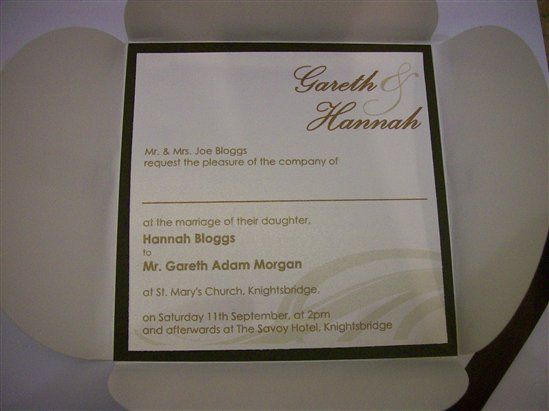 Gareth &
Hannah
Mr. & Mrs. Joe Bloggs
request the pleasure of the company of
at the marriage of their daughter,
Hannah Bloggs
to
Mr. Gareth Adam Morgan
at St. Mary's Church, Knightsbridge,
on Saturday 11th September, at 2pm
and afterwards at The Savoy Hotel, Knightsbridge